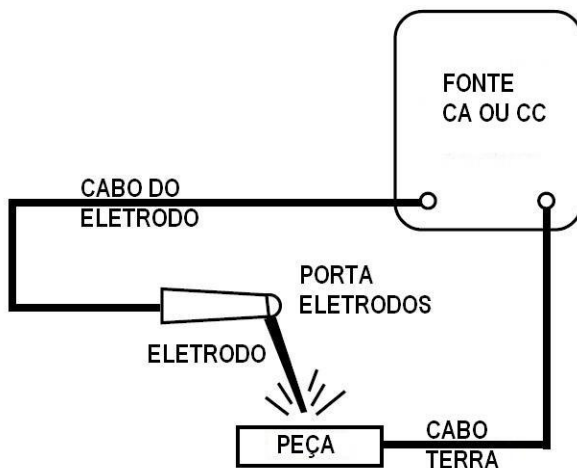 FONTE
CA OU CC
CABO DO
ELETRODO
PORTA
ELETRODOS
ELETRODO
PEÇA
CABO
TERRA